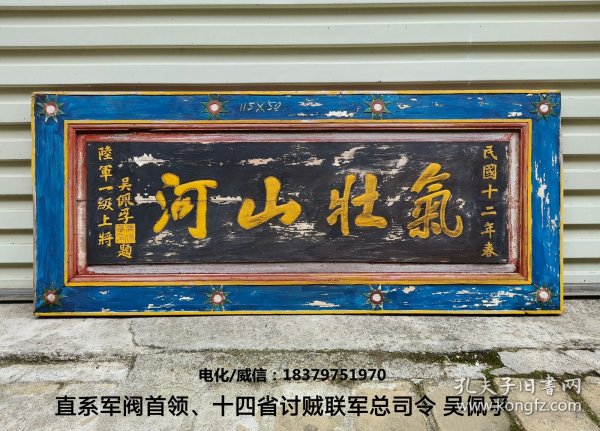 115×50
民國十二年春
氣壯山河
陸軍一級上將
吳佩孚題
电化/威信：18379751970
直系军阀首领、十四省讨贼联军总司令 吴佩孚
孔夫子旧书网
www.kongfz.com